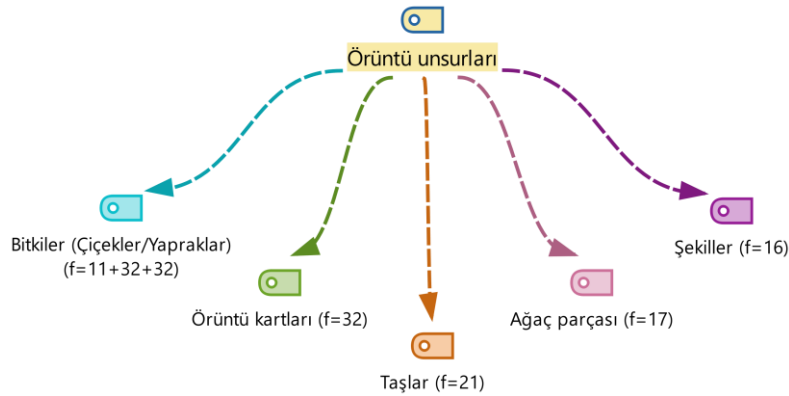 Örüntü unsurları
Bitkiler (Çiçekler/Yapraklar)
(f=11+32+32)
Örüntü kartları (f=32)
Taşlar (f=21)
Ağaç parçası (f=17)
Şekiller (f=16)